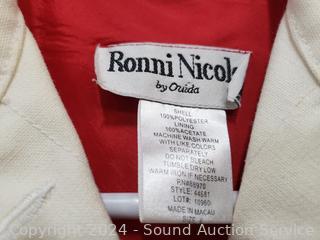 Ronni Nicol
by Ouida
SHELL
100%POLYESTER
LINING
100%ACETATE
MACHINE WASH WARM
WITH LIKE COLORS
SEPARATELY
DO NOT BLEACH
TUMBLE DRY LOW
WARM IRON IF NECESSARY
RN#88970
STYLE: 44681
LOT#: 10960
MADE IN MACAU
SIZE
Copyright 2024 - Sound Auction Service